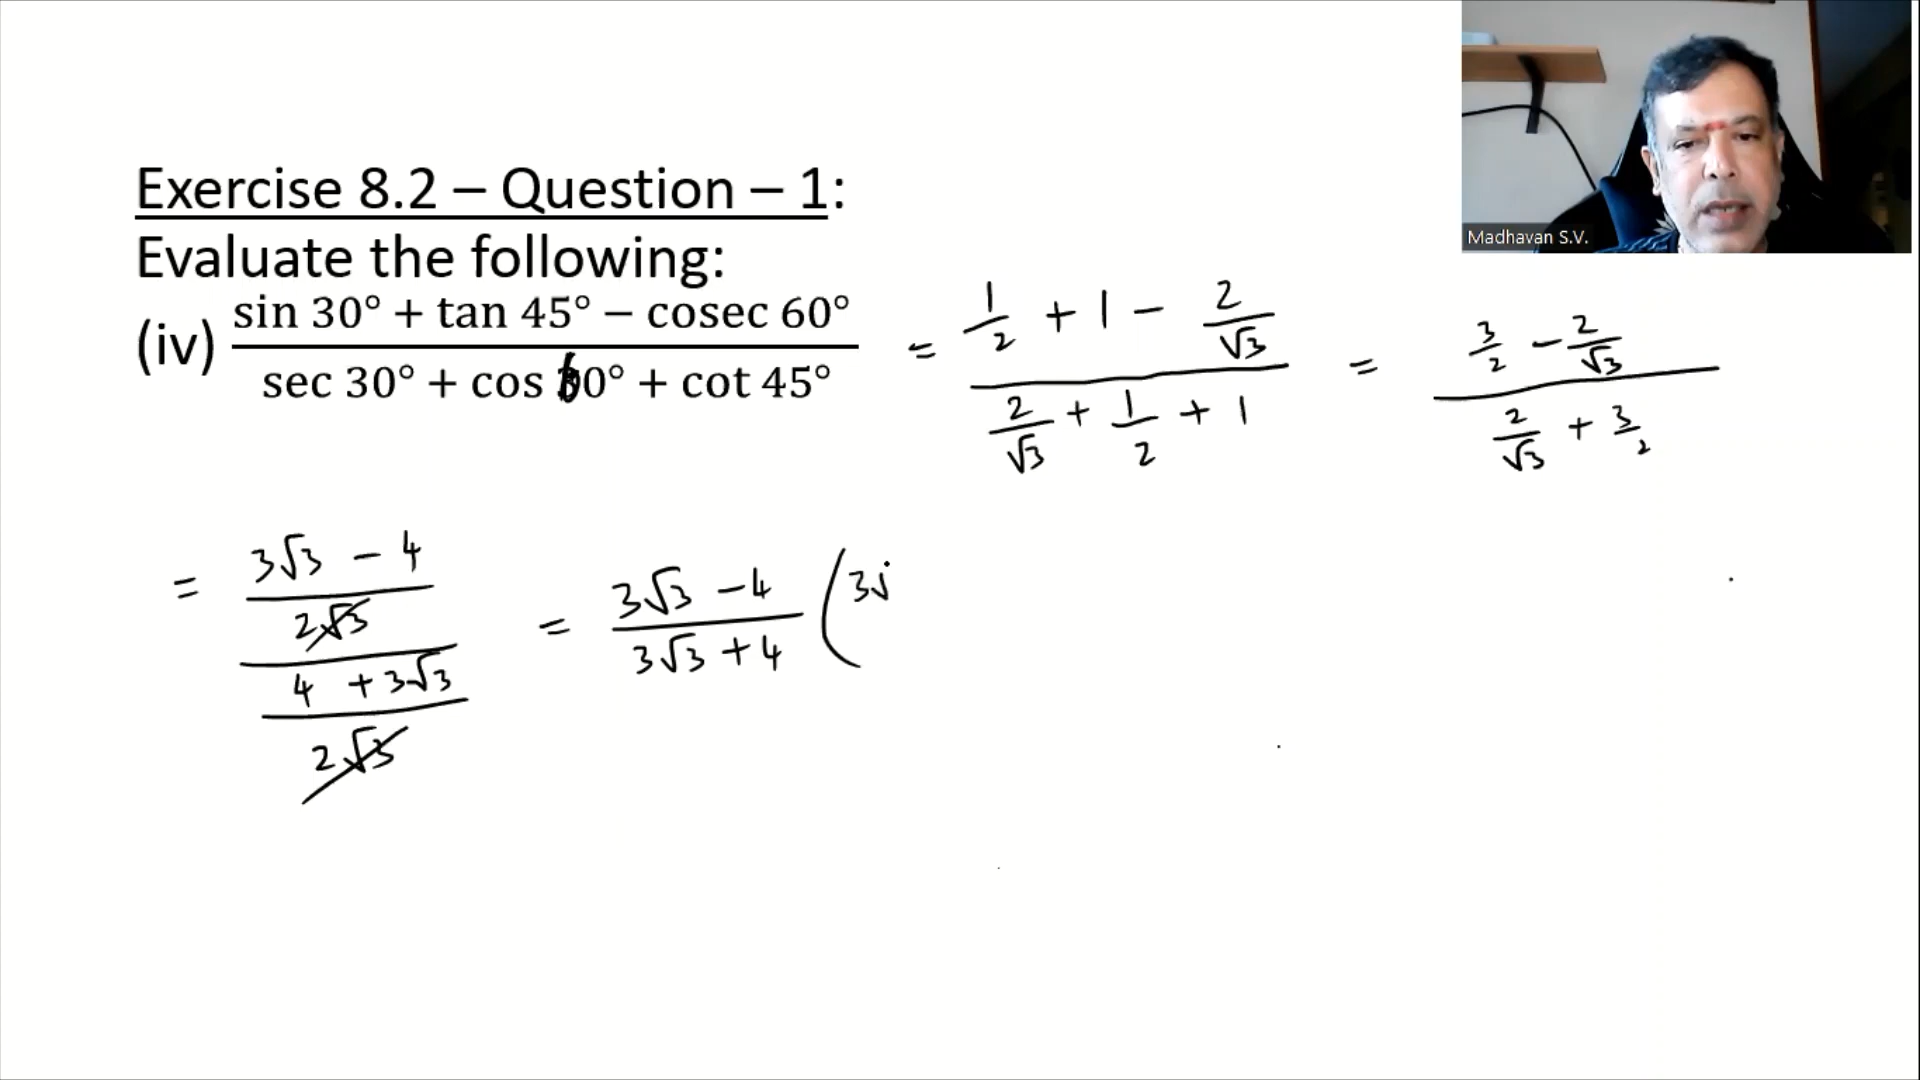 Madhavan S.V.
Exercise 8.2 – Question – 1:
Evaluate the following:
(iv) (sin 30° + tan 45° − cosec 60°) / (sec 30° + cos 60° + cot 45°) = (1/2 + 1 − 2/√3) / (2/√3 + 1/2 + 1) = (3/2 − 2/√3) / (2/√3 + 3/2)
= ((3√3 − 4) / 2√3) / ((4 + 3√3) / 2√3) = (3√3 − 4) / (3√3 + 4) (3√